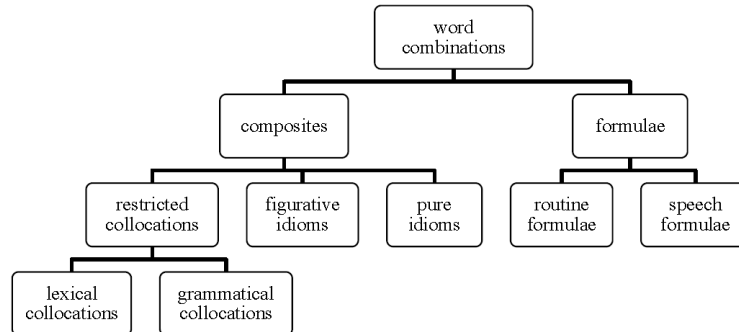 word
combinations
composites
formulae
restricted
collocations
figurative
idioms
pure
idioms
routine
formulae
speech
formulae
lexical
collocations
grammatical
collocations